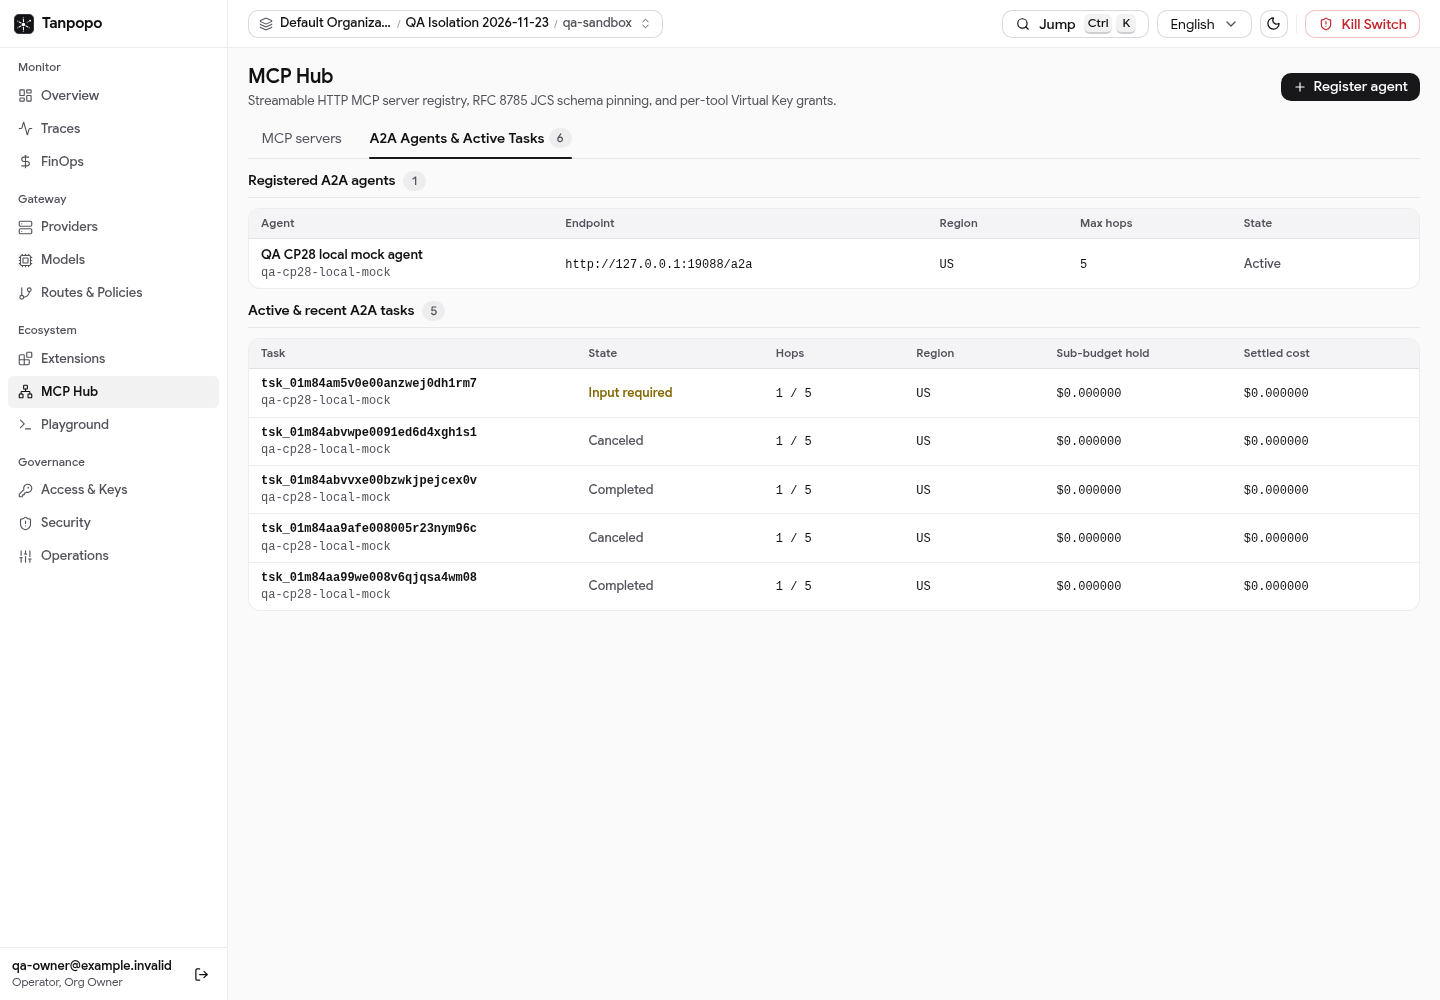 Tanpopo
Default Organiza... / QA Isolation 2026-11-23 / qa-sandbox
Jump Ctrl K
English
Kill Switch
Monitor
Overview
Traces
FinOps
Gateway
Providers
Models
Routes & Policies
Ecosystem
Extensions
MCP Hub
Playground
Governance
Access & Keys
Security
Operations
qa-owner@example.invalid
Operator, Org Owner
MCP Hub
Streamable HTTP MCP server registry, RFC 8785 JCS schema pinning, and per-tool Virtual Key grants.
Register agent
MCP servers
A2A Agents & Active Tasks 6
Registered A2A agents 1
Agent Endpoint Region Max hops State
QA CP28 local mock agent
qa-cp28-local-mock
http://127.0.0.1:19088/a2a US 5 Active
Active & recent A2A tasks 5
Task State Hops Region Sub-budget hold Settled cost
tsk_01m84am5v0e00anzwej0dh1rm7
qa-cp28-local-mock
Input required 1 / 5 US $0.000000 $0.000000
tsk_01m84abvwpe0091ed6d4xgh1s1
qa-cp28-local-mock
Canceled 1 / 5 US $0.000000 $0.000000
tsk_01m84abvvxe00bzwkjpejcex0v
qa-cp28-local-mock
Completed 1 / 5 US $0.000000 $0.000000
tsk_01m84aa9afe008005r23nym96c
qa-cp28-local-mock
Canceled 1 / 5 US $0.000000 $0.000000
tsk_01m84aa99we008v6qjqsa4wm08
qa-cp28-local-mock
Completed 1 / 5 US $0.000000 $0.000000